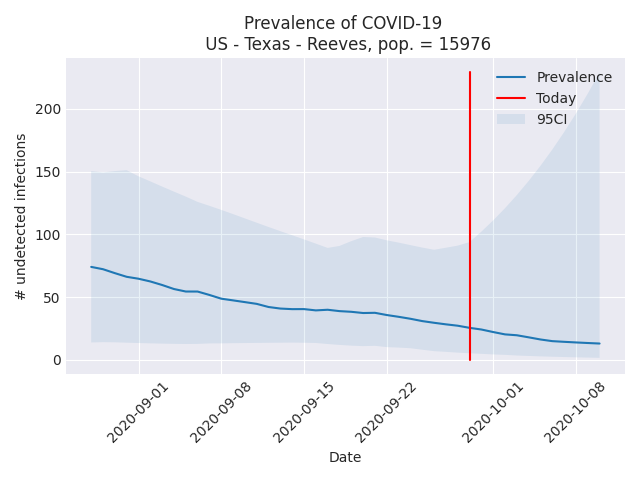 Prevalence of COVID-19
US - Texas - Reeves, pop. = 15976
Prevalence
Today
95CI
200
150
100
50
0
# undetected infections
2020-09-01
2020-09-08
2020-09-15
2020-09-22
2020-10-01
2020-10-08
Date